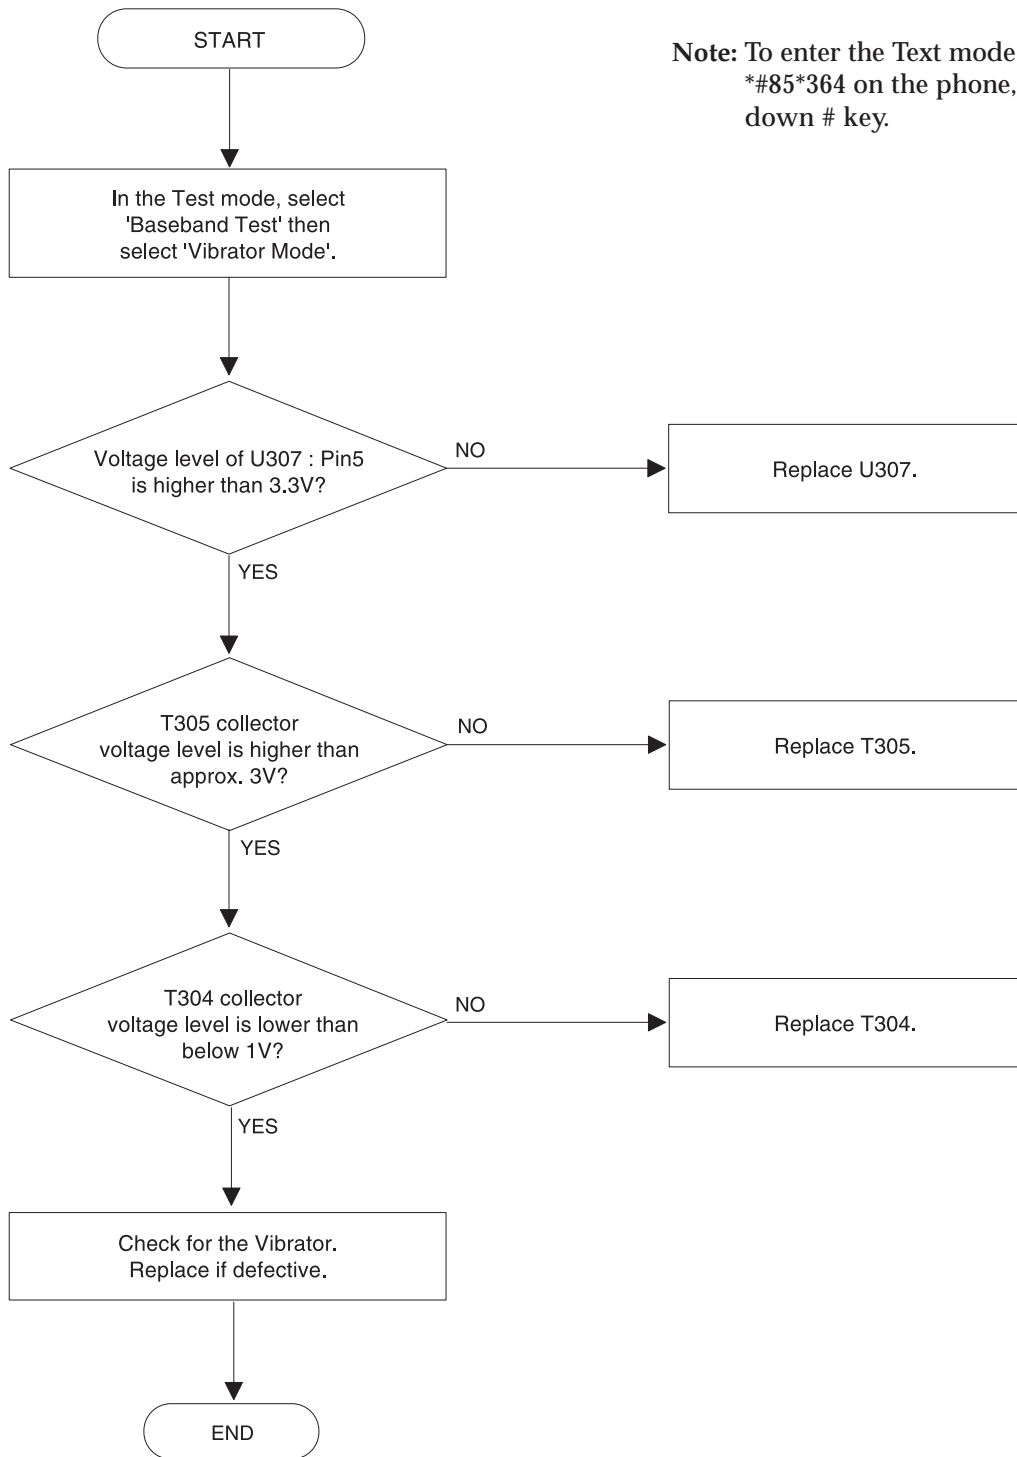 START
Note: To enter the Text mode
*#85*364 on the phone,
down # key.
In the Test mode, select
'Baseband Test' then
select 'Vibrator Mode'.
Voltage level of U307 : Pin5
is higher than 3.3V?
NO
Replace U307.
YES
T305 collector
voltage level is higher than
approx. 3V?
NO
Replace T305.
YES
T304 collector
voltage level is lower than
below 1V?
NO
Replace T304.
YES
Check for the Vibrator.
Replace if defective.
END